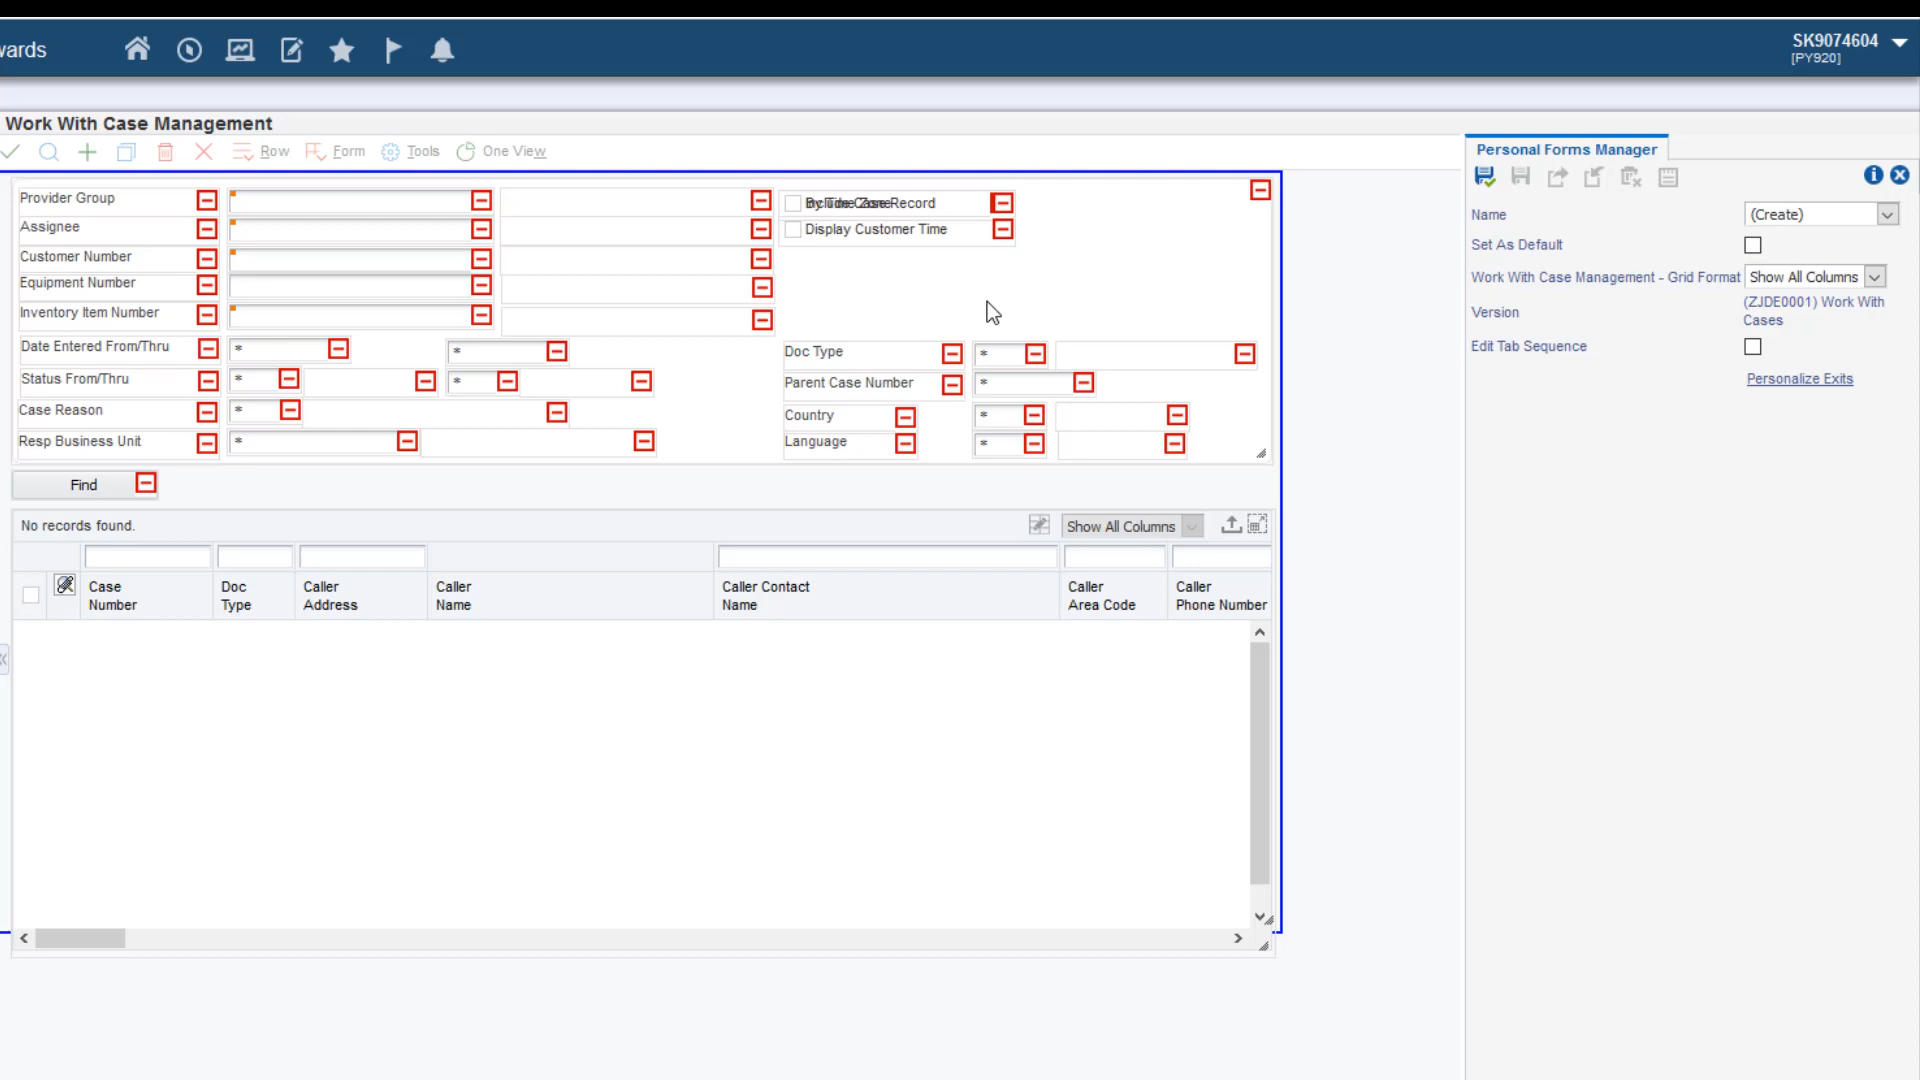 wards
SK9074604
[PY920]
Work With Case Management
Row Form Tools One View
Personal Forms Manager
Provider Group
Assignee
Customer Number
Equipment Number
Inventory Item Number
Date Entered From/Thru * *
Status From/Thru * *
Case Reason *
Resp Business Unit *
Record
Display Customer Time
Doc Type *
Parent Case Number *
Country *
Language *
Find
No records found.
Show All Columns
Case Number
Doc Type
Caller Address
Caller Name
Caller Contact Name
Caller Area Code
Caller Phone Number
Name (Create)
Set As Default
Work With Case Management - Grid Format Show All Columns
Version (ZJDE0001) Work With Cases
Edit Tab Sequence
Personalize Exits